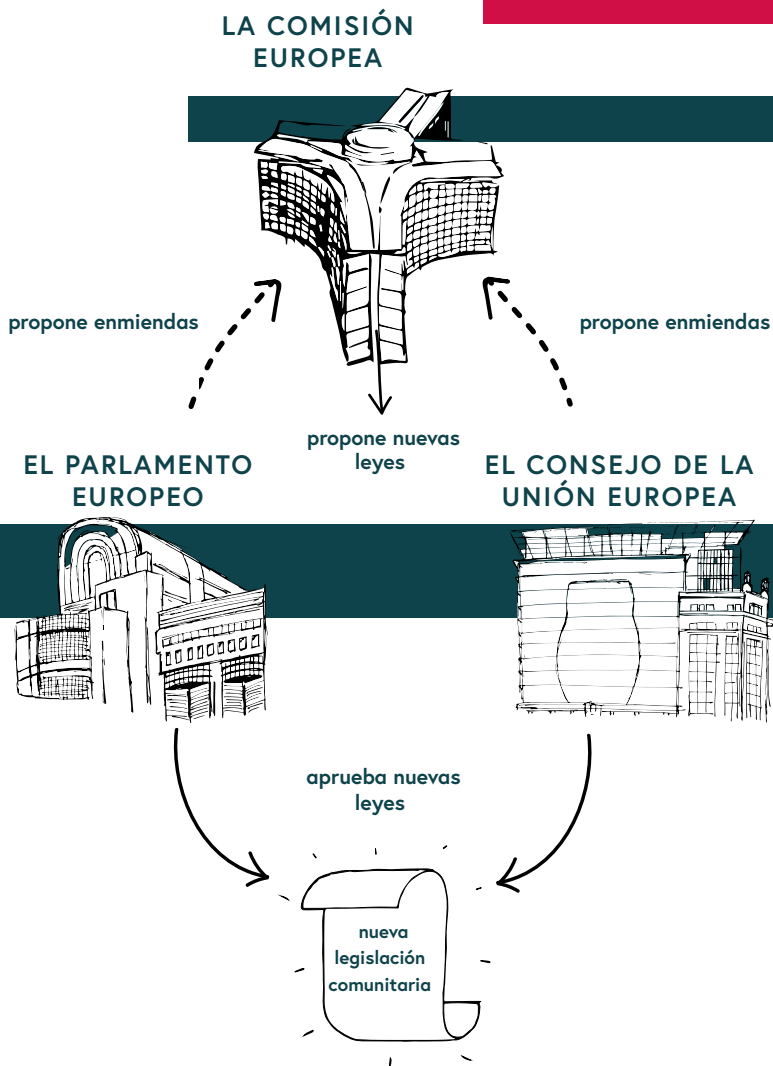 LA COMISIÓN
EUROPEA
propone enmiendas
propone enmiendas
propone nuevas
leyes
EL PARLAMENTO
EUROPEO
EL CONSEJO DE LA
UNIÓN EUROPEA
aprueba nuevas
leyes
nueva
legislación
comunitaria